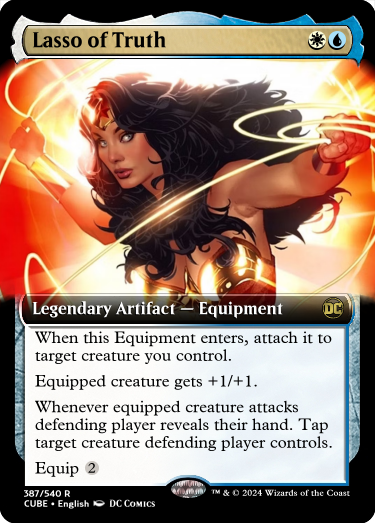 Lasso of Truth
Legendary Artifact — Equipment
DC
When this Equipment enters, attach it to
target creature you control.
Equipped creature gets +1/+1.
Whenever equipped creature attacks
defending player reveals their hand. Tap
target creature defending player controls.
Equip 2
387/540 R
CUBE • English DC Comics
™ & © 2024 Wizards of the Coast